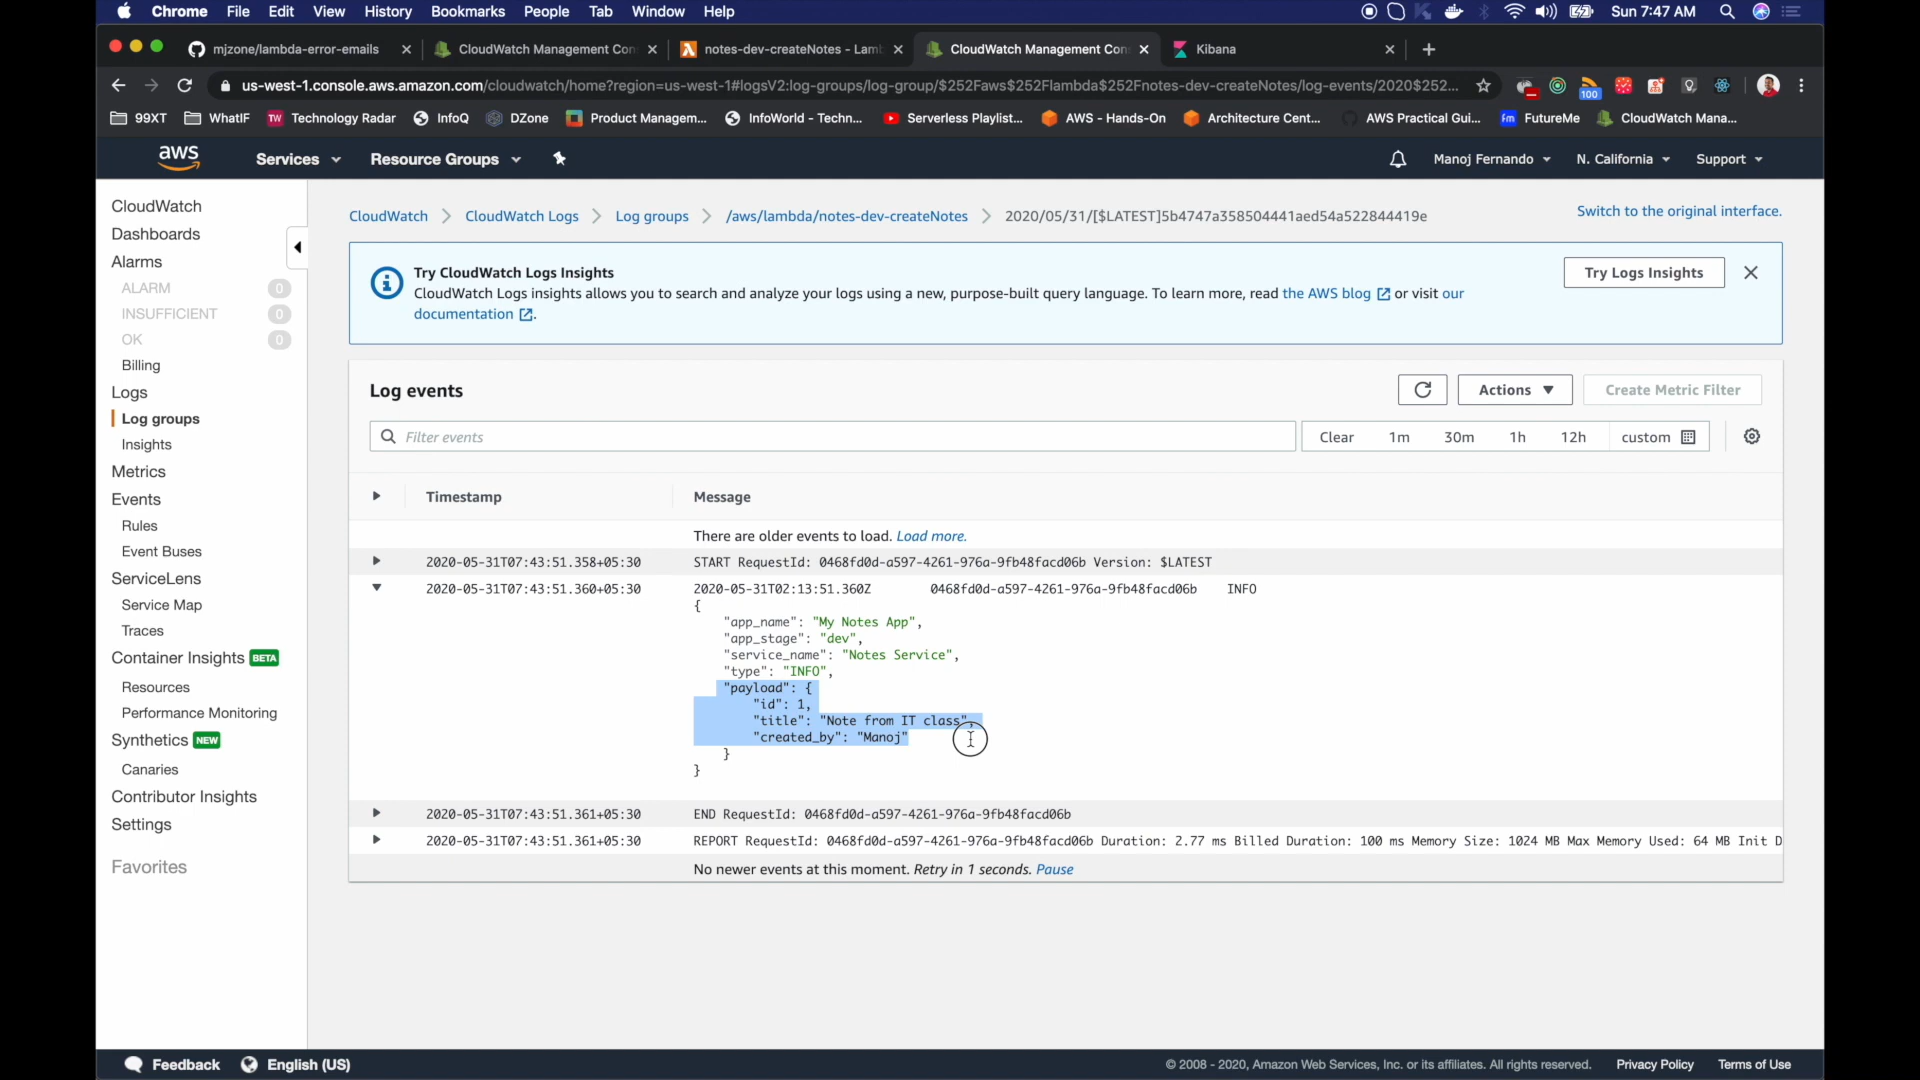 Chrome File Edit View History Bookmarks People Tab Window Help
Sun 7:47 AM
mjzone/lambda-error-emails
CloudWatch Management Con
notes-dev-createNotes - Lam
CloudWatch Management Con
Kibana
us-west-1.console.aws.amazon.com/cloudwatch/home?region=us-west-1#logsV2:log-groups/log-group/$252Faws$252Flambda$252Fnotes-dev-createNotes/log-events/2020$252...
100
99XT
WhatIF
TW Technology Radar
InfoQ
DZone
Product Managem...
InfoWorld - Techn...
Serverless Playlist...
AWS - Hands-On
Architecture Cent...
AWS Practical Gui...
fm FutureMe
CloudWatch Mana...
aws
Services
Resource Groups
Manoj Fernando
N. California
Support
CloudWatch
Dashboards
Alarms
ALARM 0
INSUFFICIENT 0
OK 0
Billing
Logs
Log groups
Insights
Metrics
Events
Rules
Event Buses
ServiceLens
Service Map
Traces
Container Insights BETA
Resources
Performance Monitoring
Synthetics NEW
Canaries
Contributor Insights
Settings
Favorites
CloudWatch
CloudWatch Logs
Log groups
/aws/lambda/notes-dev-createNotes
2020/05/31/[$LATEST]5b4747a358504441aed54a522844419e
Switch to the original interface.
Try CloudWatch Logs Insights
CloudWatch Logs insights allows you to search and analyze your logs using a new, purpose-built query language. To learn more, read the AWS blog or visit our
documentation .
Try Logs Insights
Log events
Actions
Create Metric Filter
Filter events
Clear 1m 30m 1h 12h custom
Timestamp Message
There are older events to load. Load more.
2020-05-31T07:43:51.358+05:30 START RequestId: 0468fd0d-a597-4261-976a-9fb48facd06b Version: $LATEST
2020-05-31T07:43:51.360+05:30 2020-05-31T02:13:51.360Z 0468fd0d-a597-4261-976a-9fb48facd06b INFO
{
"app_name": "My Notes App",
"app_stage": "dev",
"service_name": "Notes Service",
"type": "INFO",
"payload": {
"id": 1,
"title": "Note from IT class",
"created_by": "Manoj"
}
}
2020-05-31T07:43:51.361+05:30 END RequestId: 0468fd0d-a597-4261-976a-9fb48facd06b
2020-05-31T07:43:51.361+05:30 REPORT RequestId: 0468fd0d-a597-4261-976a-9fb48facd06b Duration: 2.77 ms Billed Duration: 100 ms Memory Size: 1024 MB Max Memory Used: 64 MB Init D
No newer events at this moment. Retry in 1 seconds. Pause
Feedback
English (US)
© 2008 - 2020, Amazon Web Services, Inc. or its affiliates. All rights reserved.
Privacy Policy
Terms of Use